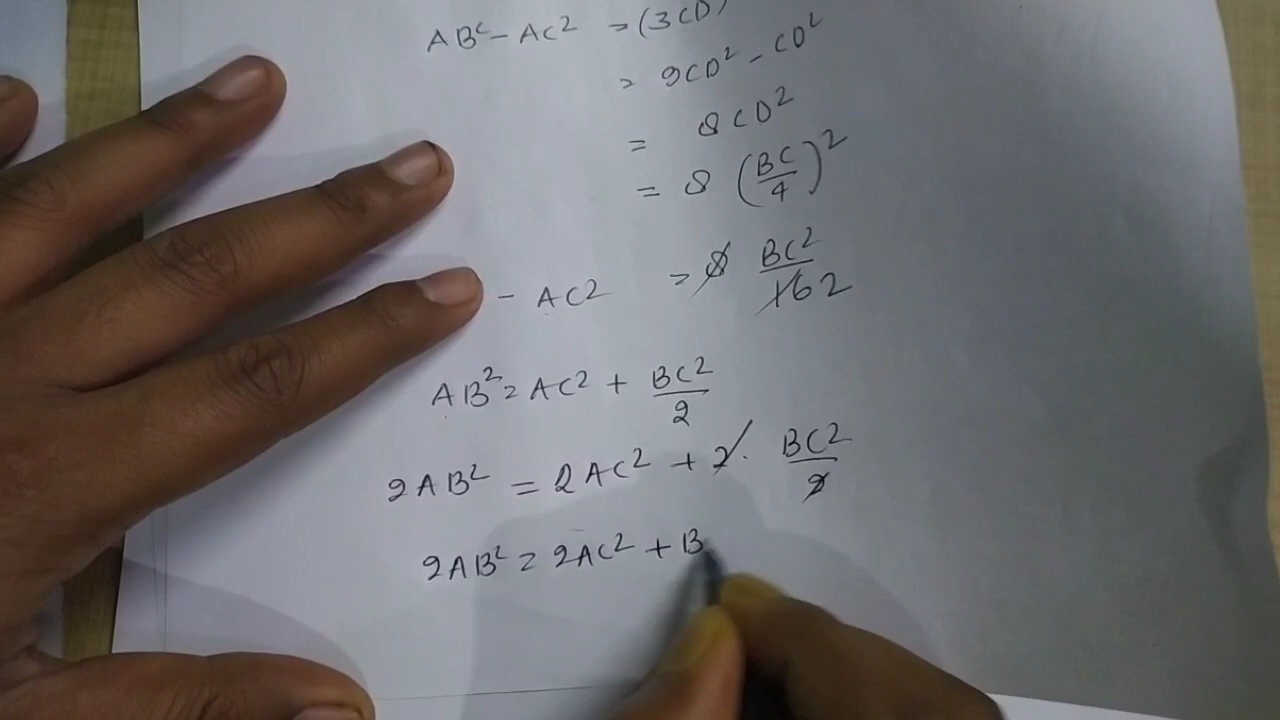 AB² - AC² = (3CD)
= 9CD² - CD²
= 8CD²
= 8 (BC/4)²
- AC² = 8 BC²/16 2
AB² = AC² + BC²/2
2AB² = 2AC² + 2. BC²/2
2AB² = 2AC² + B